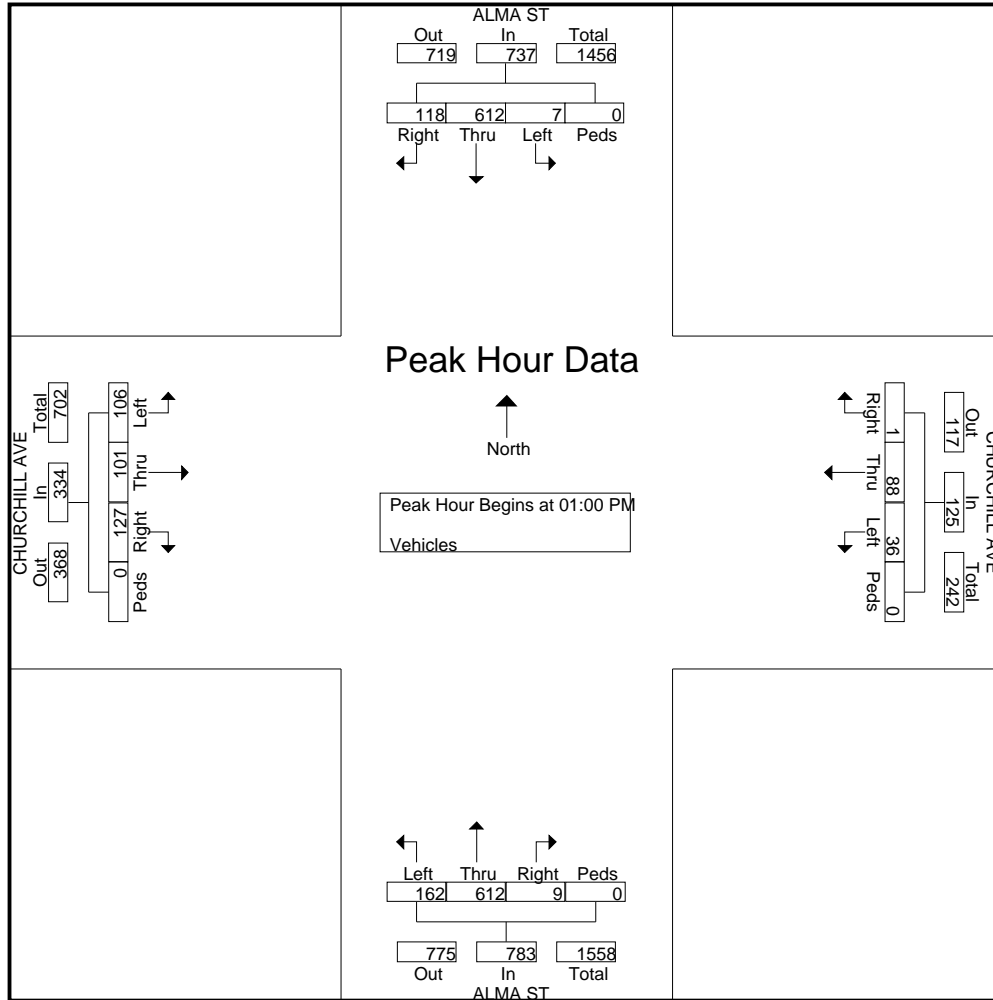 ALMA ST
Out In Total
719 737 1456
118 612 7 0
Right Thru Left Peds
Peak Hour Data
North
Peak Hour Begins at 01:00 PM
Vehicles
CHURCHILL AVE
Total In Out
702 334 368
106 101 127 0
Left Thru Right Peds
CHURCHILL AVE
Out In Total
117 125 242
1 88 36 0
Right Thru Left Peds
Left Thru Right Peds
162 612 9 0
775 783 1558
Out In Total
ALMA ST